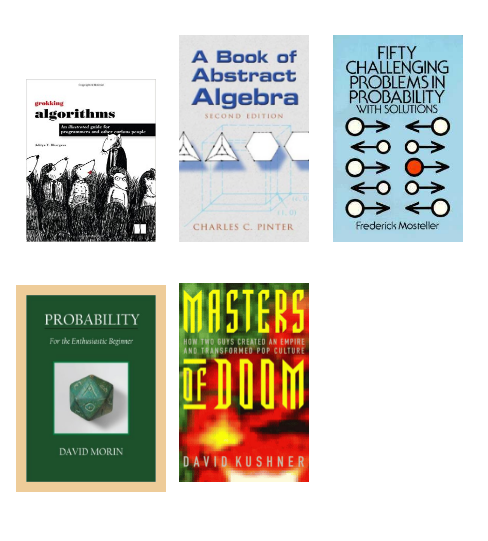 grokking
algorithms
An illustrated guide for
programmers and other curious people
Aditya Y. Bhargava
A Book of
Abstract
Algebra
SECOND EDITION
CHARLES C. PINTER
FIFTY
CHALLENGING
PROBLEMS IN
PROBABILITY
WITH SOLUTIONS
Frederick Mosteller
PROBABILITY
For the Enthusiastic Beginner
DAVID MORIN
MASTERS
HOW TWO GUYS CREATED AN EMPIRE
AND TRANSFORMED POP CULTURE
OF DOOM
DAVID KUSHNER